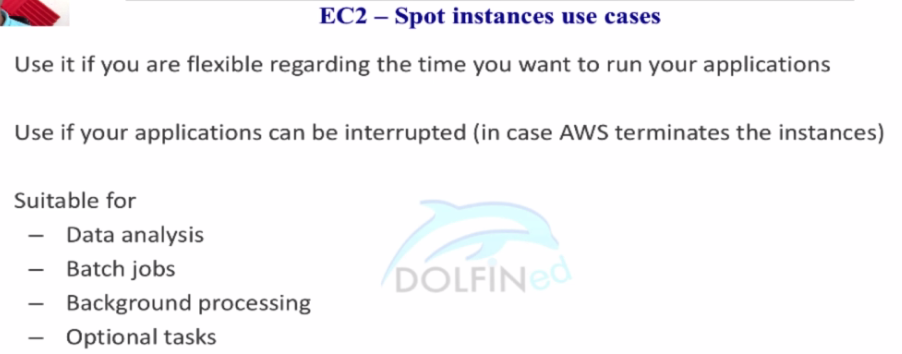 EC2 – Spot instances use cases
Use it if you are flexible regarding the time you want to run your applications
Use if your applications can be interrupted (in case AWS terminates the instances)
Suitable for
– Data analysis
– Batch jobs
DOLFINed
– Background processing
– Optional tasks